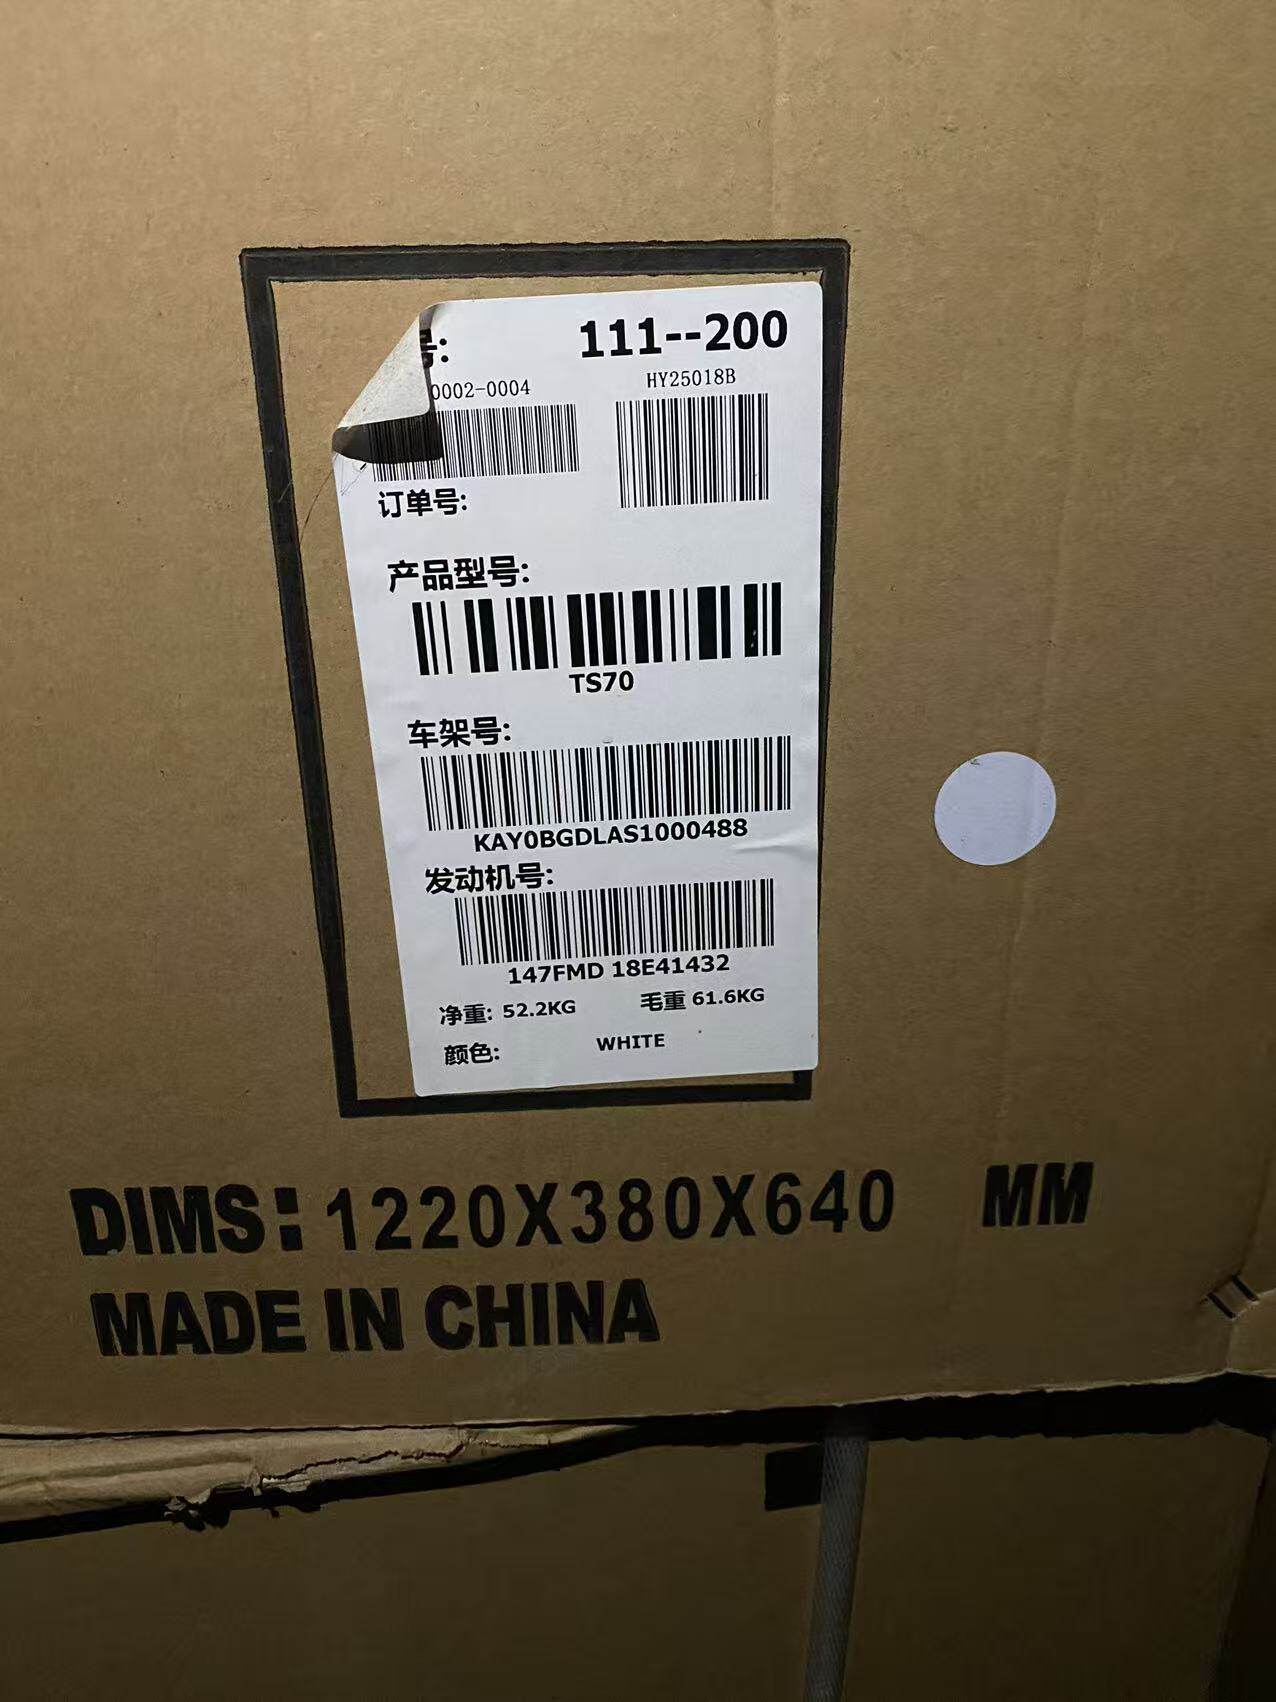 号: 111--200
0002-0004 HY25018B
订单号:
产品型号:
TS70
车架号:
KAY0BGDLAS1000488
发动机号:
147FMD 18E41432
净重: 52.2KG 毛重 61.6KG
颜色: WHITE
DIMS: 1220X380X640 MM
MADE IN CHINA